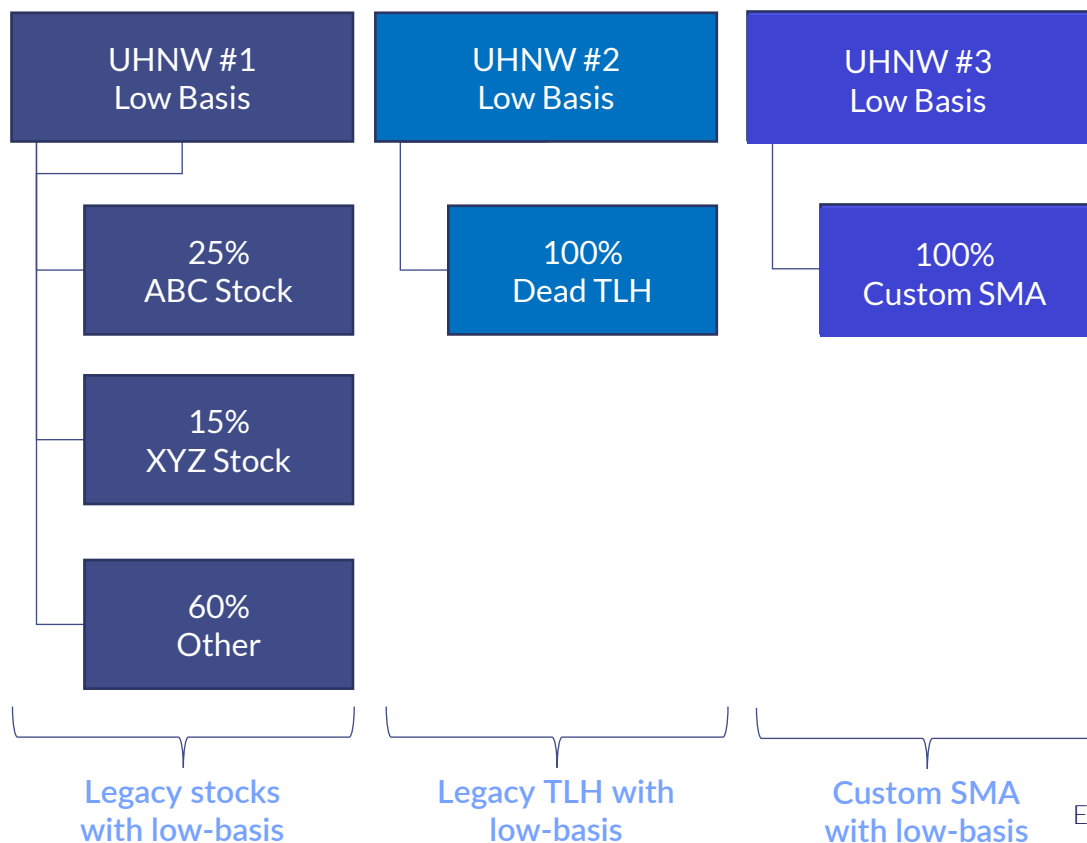 UHNW #1
Low Basis
25%
ABC Stock
15%
XYZ Stock
60%
Other
Legacy stocks
with low-basis
UHNW #2
Low Basis
100%
Dead TLH
Legacy TLH with
low-basis
UHNW #3
Low Basis
100%
Custom SMA
Custom SMA
with low-basis
E